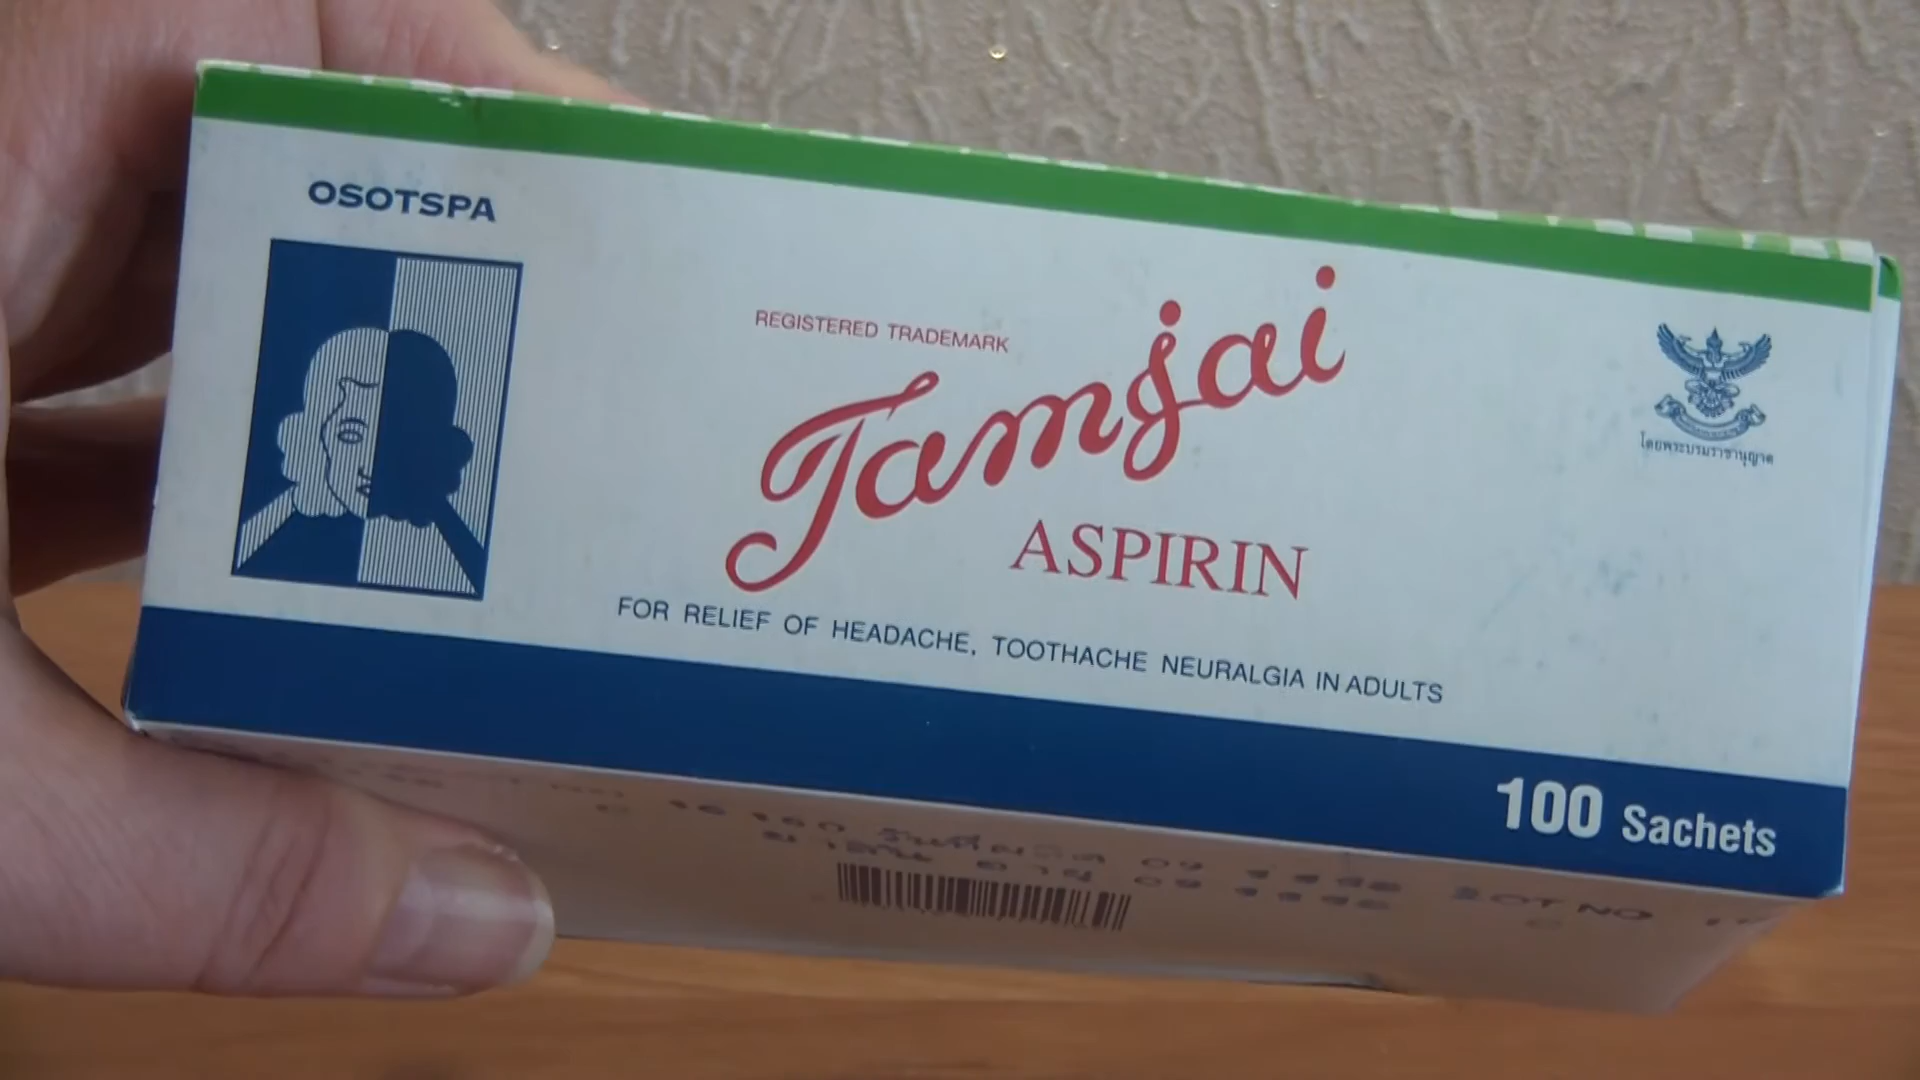 OSOTSPA
REGISTERED TRADEMARK
Tamjai
ASPIRIN
FOR RELIEF OF HEADACHE, TOOTHACHE NEURALGIA IN ADULTS
โดยพระบรมราชานุญาต
100 Sachets